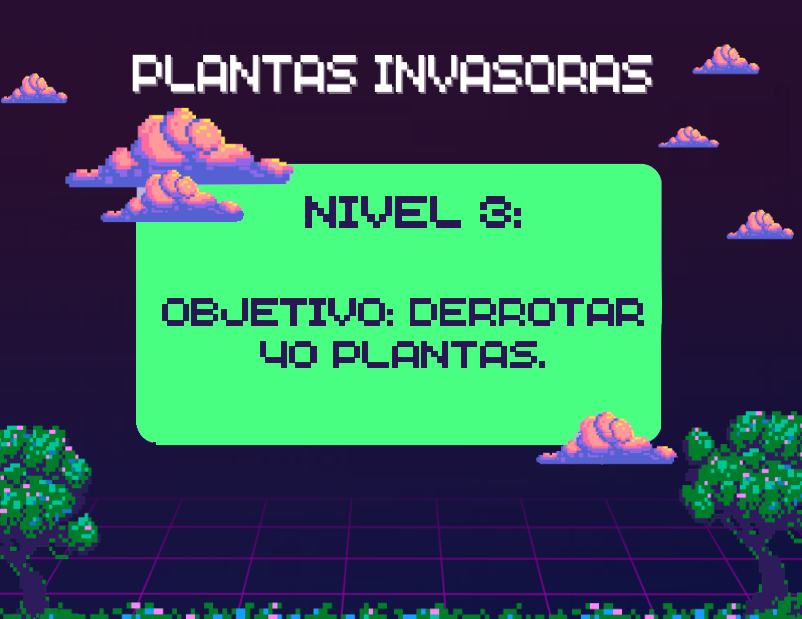 PLANTAS INVASORAS
NIVEL 3:
OBJETIVO: DERROTAR
40 PLANTAS.